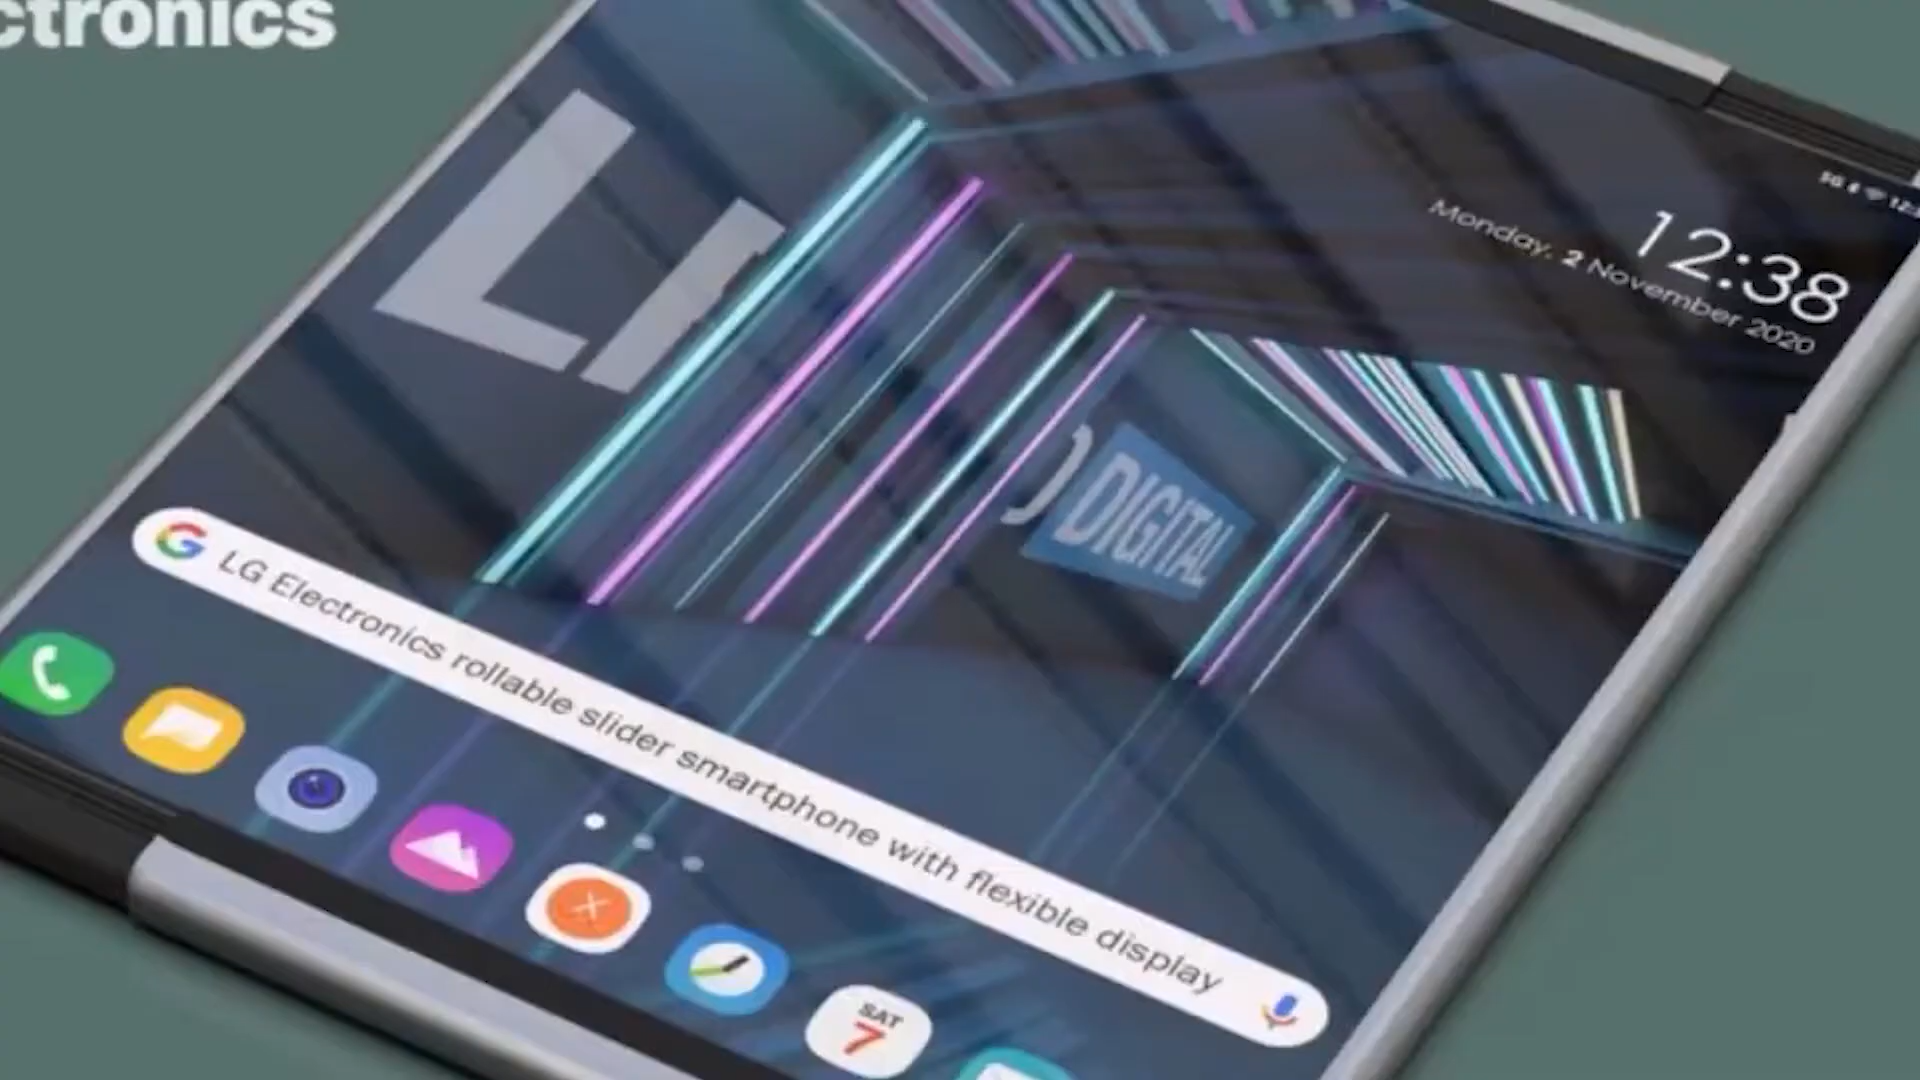 ctronics
12:38
Monday, 2 November 2020
DIGITAL
LG Electronics rollable slider smartphone with flexible display
SAT
7